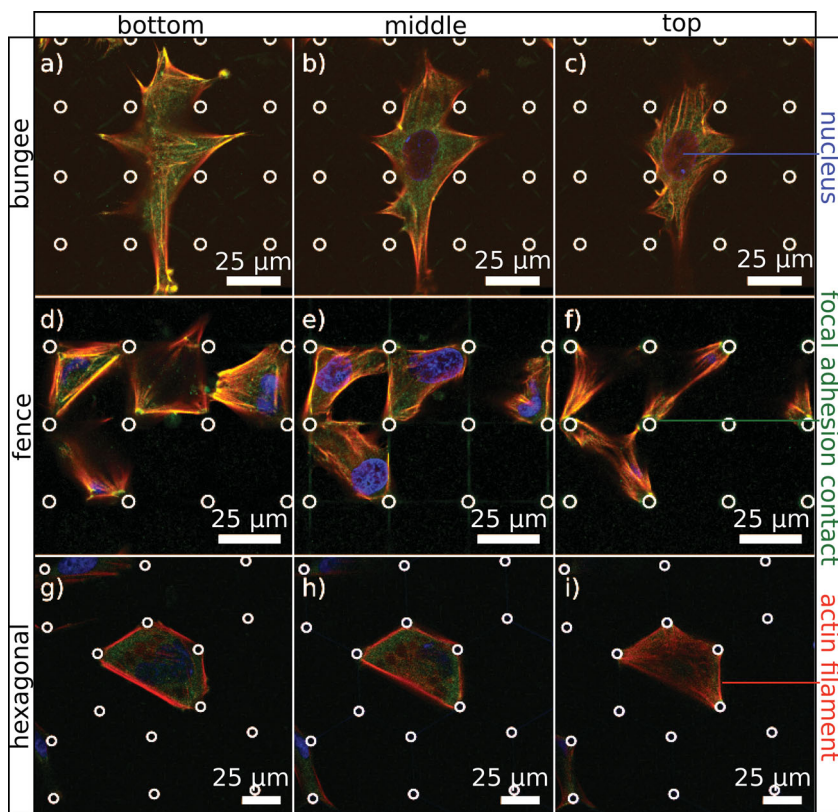 bottom middle top
bungee
a) b) c)
25 µm 25 µm 25 µm
nucleus
fence
d) e) f)
25 µm 25 µm 25 µm
focal adhesion contact
hexagonal
g) h) i)
25 µm 25 µm 25 µm
actin filament